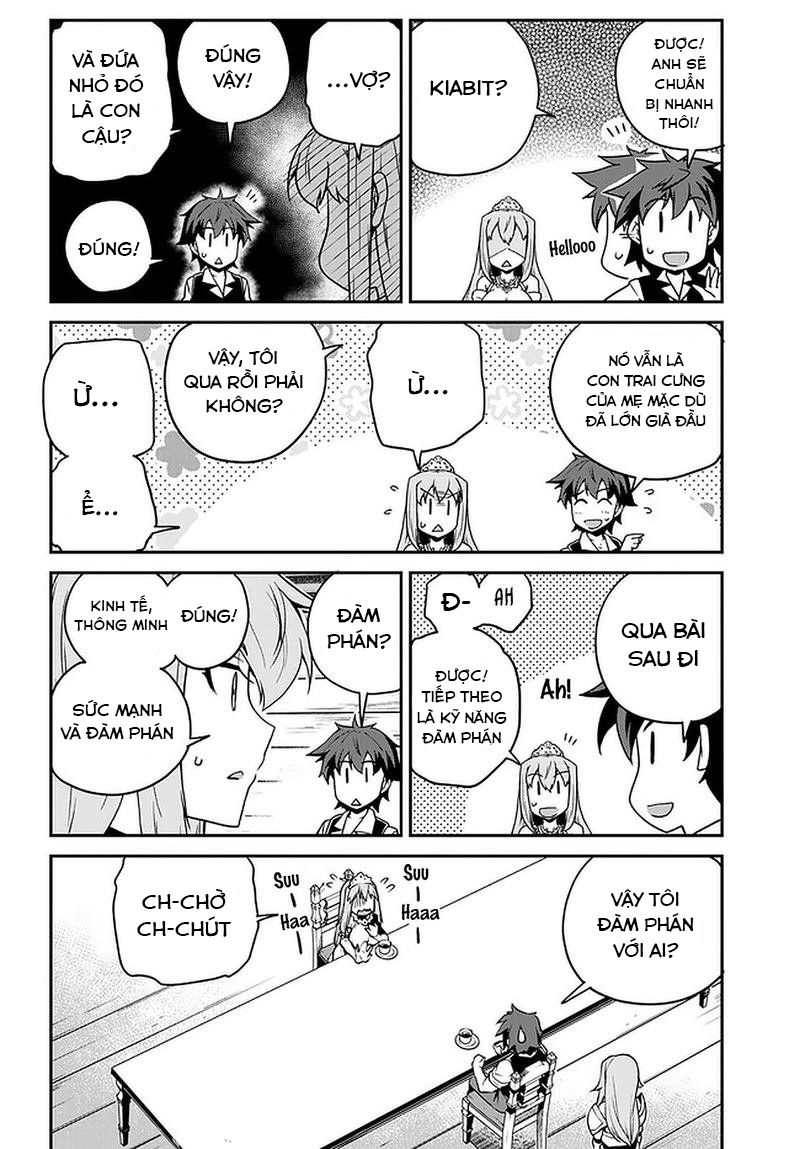 ĐƯỢC!
ANH SẼ
CHUẨN
BỊ NHANH
THÔI!
KIABIT?
Hellooo
...VỢ?
ĐÚNG
VẬY!
VÀ ĐỨA
NHỎ ĐÓ
LÀ CON
CẬU?
ĐÚNG!
NÓ VẪN LÀ
CON TRAI CƯNG
CỦA MẸ MẶC DÙ
ĐÃ LỚN GIÀ ĐẦU
Ừ...
VẬY, TÔI
QUA RỒI PHẢI
KHÔNG?
Ừ...
Ể...
QUA BÀI
SAU ĐI
Ah!
Đ-
AH
ĐƯỢC!
TIẾP THEO
LÀ KỸ NĂNG
ĐÀM PHÁN
ĐÀM
PHÁN?
ĐÚNG!
KINH TẾ,
THÔNG MINH
SỨC MẠNH
VÀ ĐÀM PHÁN
VẬY TÔI
ĐÀM PHÁN
VỚI AI?
Suu
Haaa
Suu
Haa
CH-CHỜ
CH-CHÚT